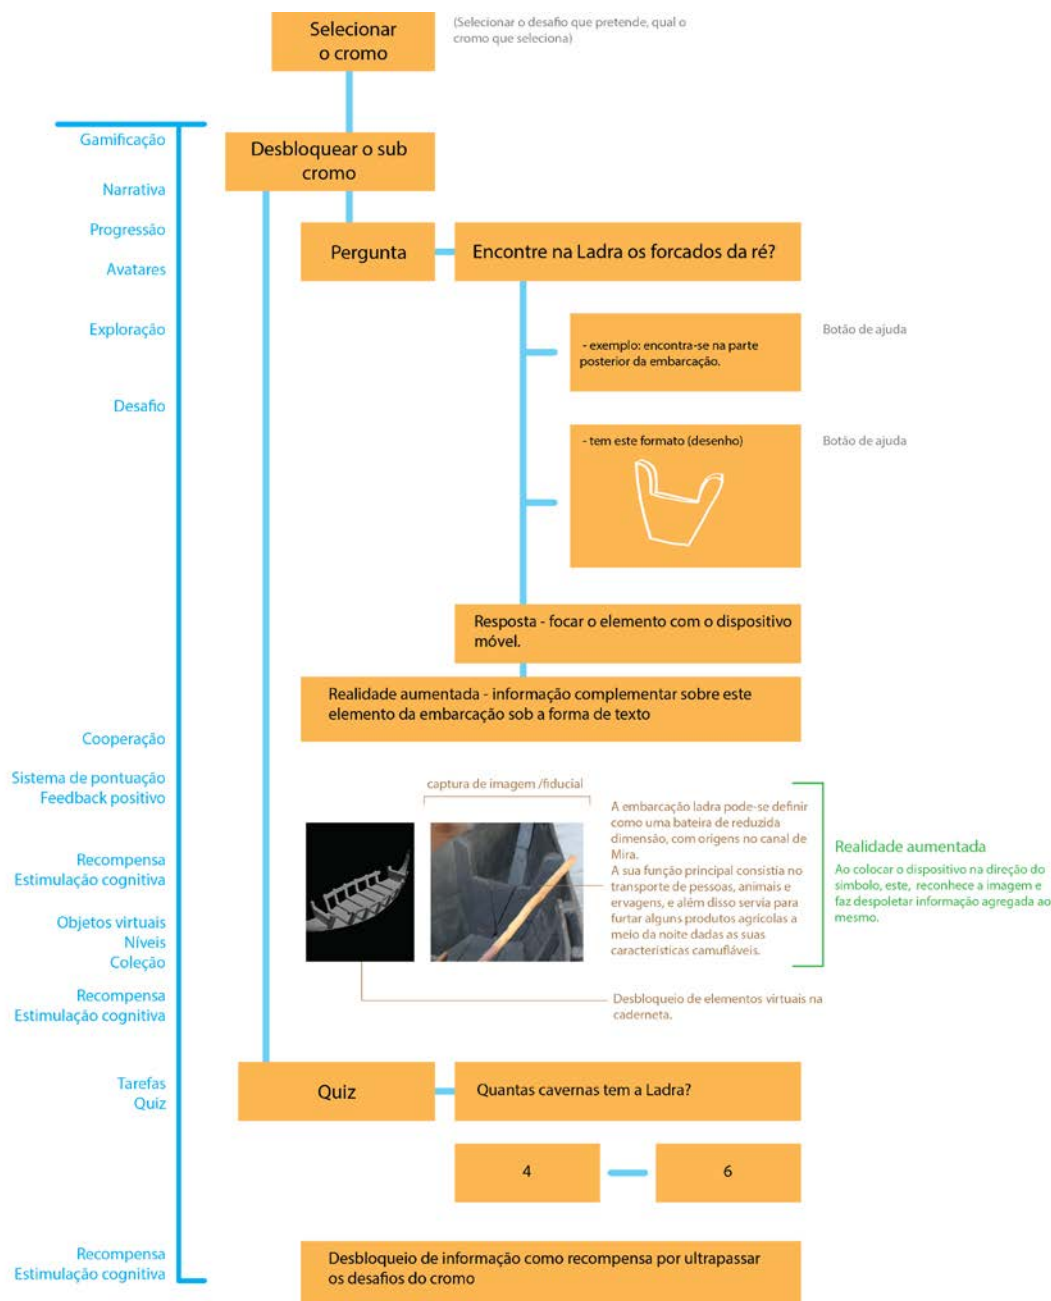 Selecionar
o cromo
(Selecionar o desafio que pretende, qual o
cromo que seleciona)
Gamificação
Desbloquear o sub
cromo
Narrativa
Progressão
Pergunta
Encontre na Ladra os forcados da ré?
Avatares
Exploração
- exemplo: encontra-se na parte
posterior da embarcação.
Botão de ajuda
Desafio
- tem este formato (desenho)
Botão de ajuda
Resposta - focar o elemento com o dispositivo
móvel.
Realidade aumentada - informação complementar sobre este
elemento da embarcação sob a forma de texto
Cooperação
Sistema de pontuação
Feedback positivo
captura de imagem /fiducial
A embarcação ladra pode-se definir
como uma bateira de reduzida
dimensão, com origens no canal de
Mira.
A sua função principal consistia no
transporte de pessoas, animais e
ervagens, e além disso servia para
furtar alguns produtos agrícolas a
meio da noite dadas as suas
características camufláveis.
Realidade aumentada
Ao colocar o dispositivo na direção do
simbolo, este, reconhece a imagem e
faz despoletar informação agregada ao
mesmo.
Recompensa
Estimulação cognitiva
Objetos virtuais
Níveis
Coleção
Recompensa
Estimulação cognitiva
Desbloqueio de elementos virtuais na
caderneta.
Tarefas
Quiz
Quiz
Quantas cavernas tem a Ladra?
4
6
Recompensa
Estimulação cognitiva
Desbloqueio de informação como recompensa por ultrapassar
os desafios do cromo